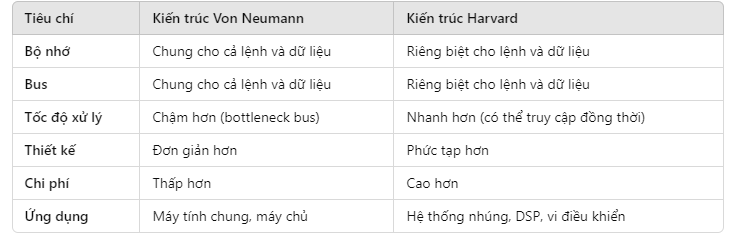 Tiêu chí Kiến trúc Von Neumann Kiến trúc Harvard
Bộ nhớ Chung cho cả lệnh và dữ liệu Riêng biệt cho lệnh và dữ liệu
Bus Chung cho cả lệnh và dữ liệu Riêng biệt cho lệnh và dữ liệu
Tốc độ xử lý Chậm hơn (bottleneck bus) Nhanh hơn (có thể truy cập đồng thời)
Thiết kế Đơn giản hơn Phức tạp hơn
Chi phí Thấp hơn Cao hơn
Ứng dụng Máy tính chung, máy chủ Hệ thống nhúng, DSP, vi điều khiển